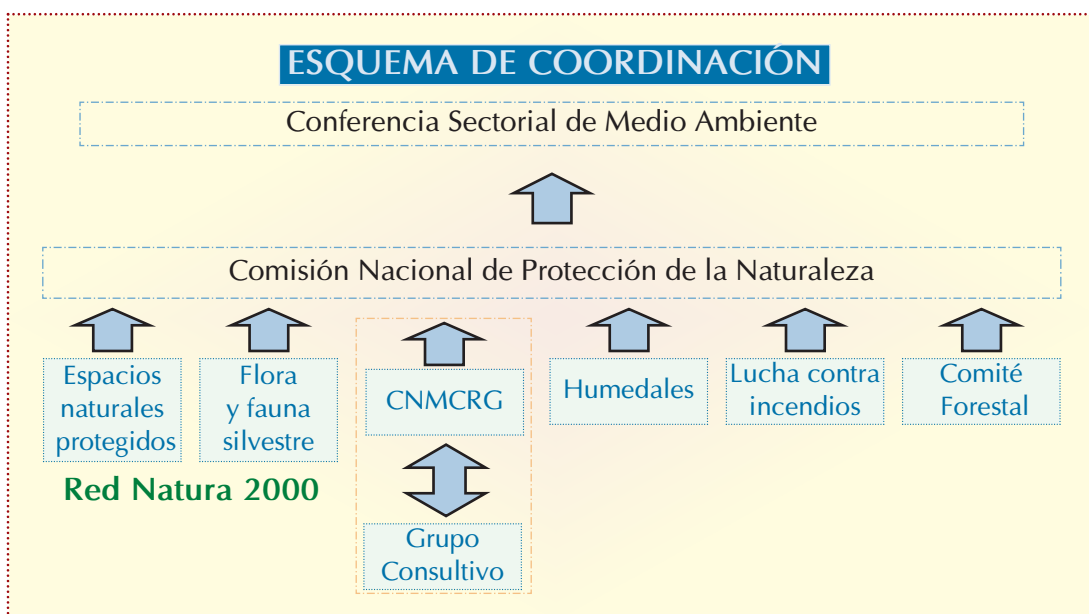 ESQUEMA DE COORDINACIÓN
Conferencia Sectorial de Medio Ambiente
Comisión Nacional de Protección de la Naturaleza
Espacios
naturales
protegidos
Flora
y fauna
silvestre
CNMCRG
Humedales
Lucha contra
incendios
Comité
Forestal
Red Natura 2000
Grupo
Consultivo